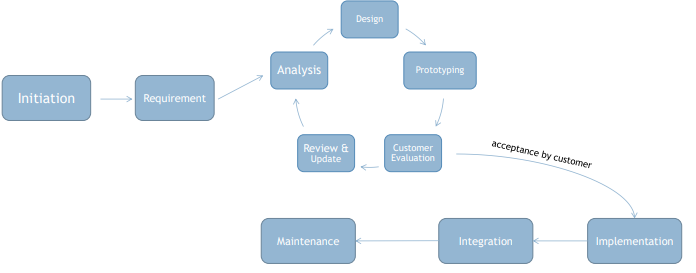 Initiation
Requirement
Analysis
Design
Prototyping
Customer
Evaluation
Review &
Update
acceptance by customer
Implementation
Integration
Maintenance